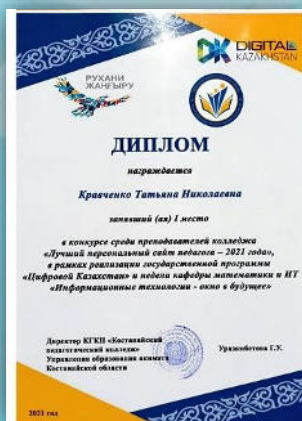 DIGITAL
KAZAKHSTAN
РУХАНИ
ЖАҢҒЫРУ
ДИПЛОМ
награждается
Кравченко Татьяна Николаевна
занявший (ая) I место
в конкурсе среди преподавателей колледжа
«Лучший персональный сайт педагога – 2021 года»,
в рамках реализации государственной программы
«Цифровой Казахстан» и недели кафедры математики и ИТ
«Информационные технологии - окно в будущее»
Директор КГКП «Костанайский
педагогический колледж»
Управления образования акимата
Костанайской области
Уразимбетова Г.У.
2021 год